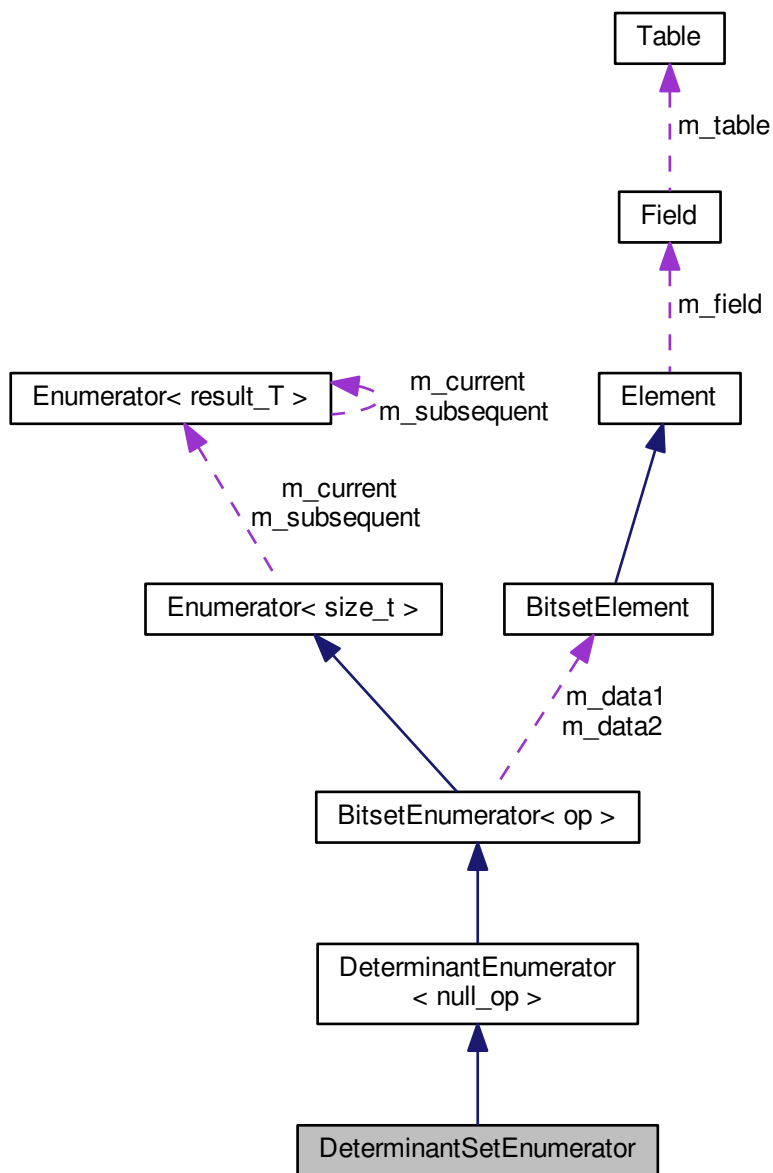 Table
m_table
Field
m_field
Enumerator< result_T >
m_current
m_subsequent
Element
m_current
m_subsequent
Enumerator< size_t >
BitsetElement
m_data1
m_data2
BitsetEnumerator< op >
DeterminantEnumerator
< null_op >
DeterminantSetEnumerator